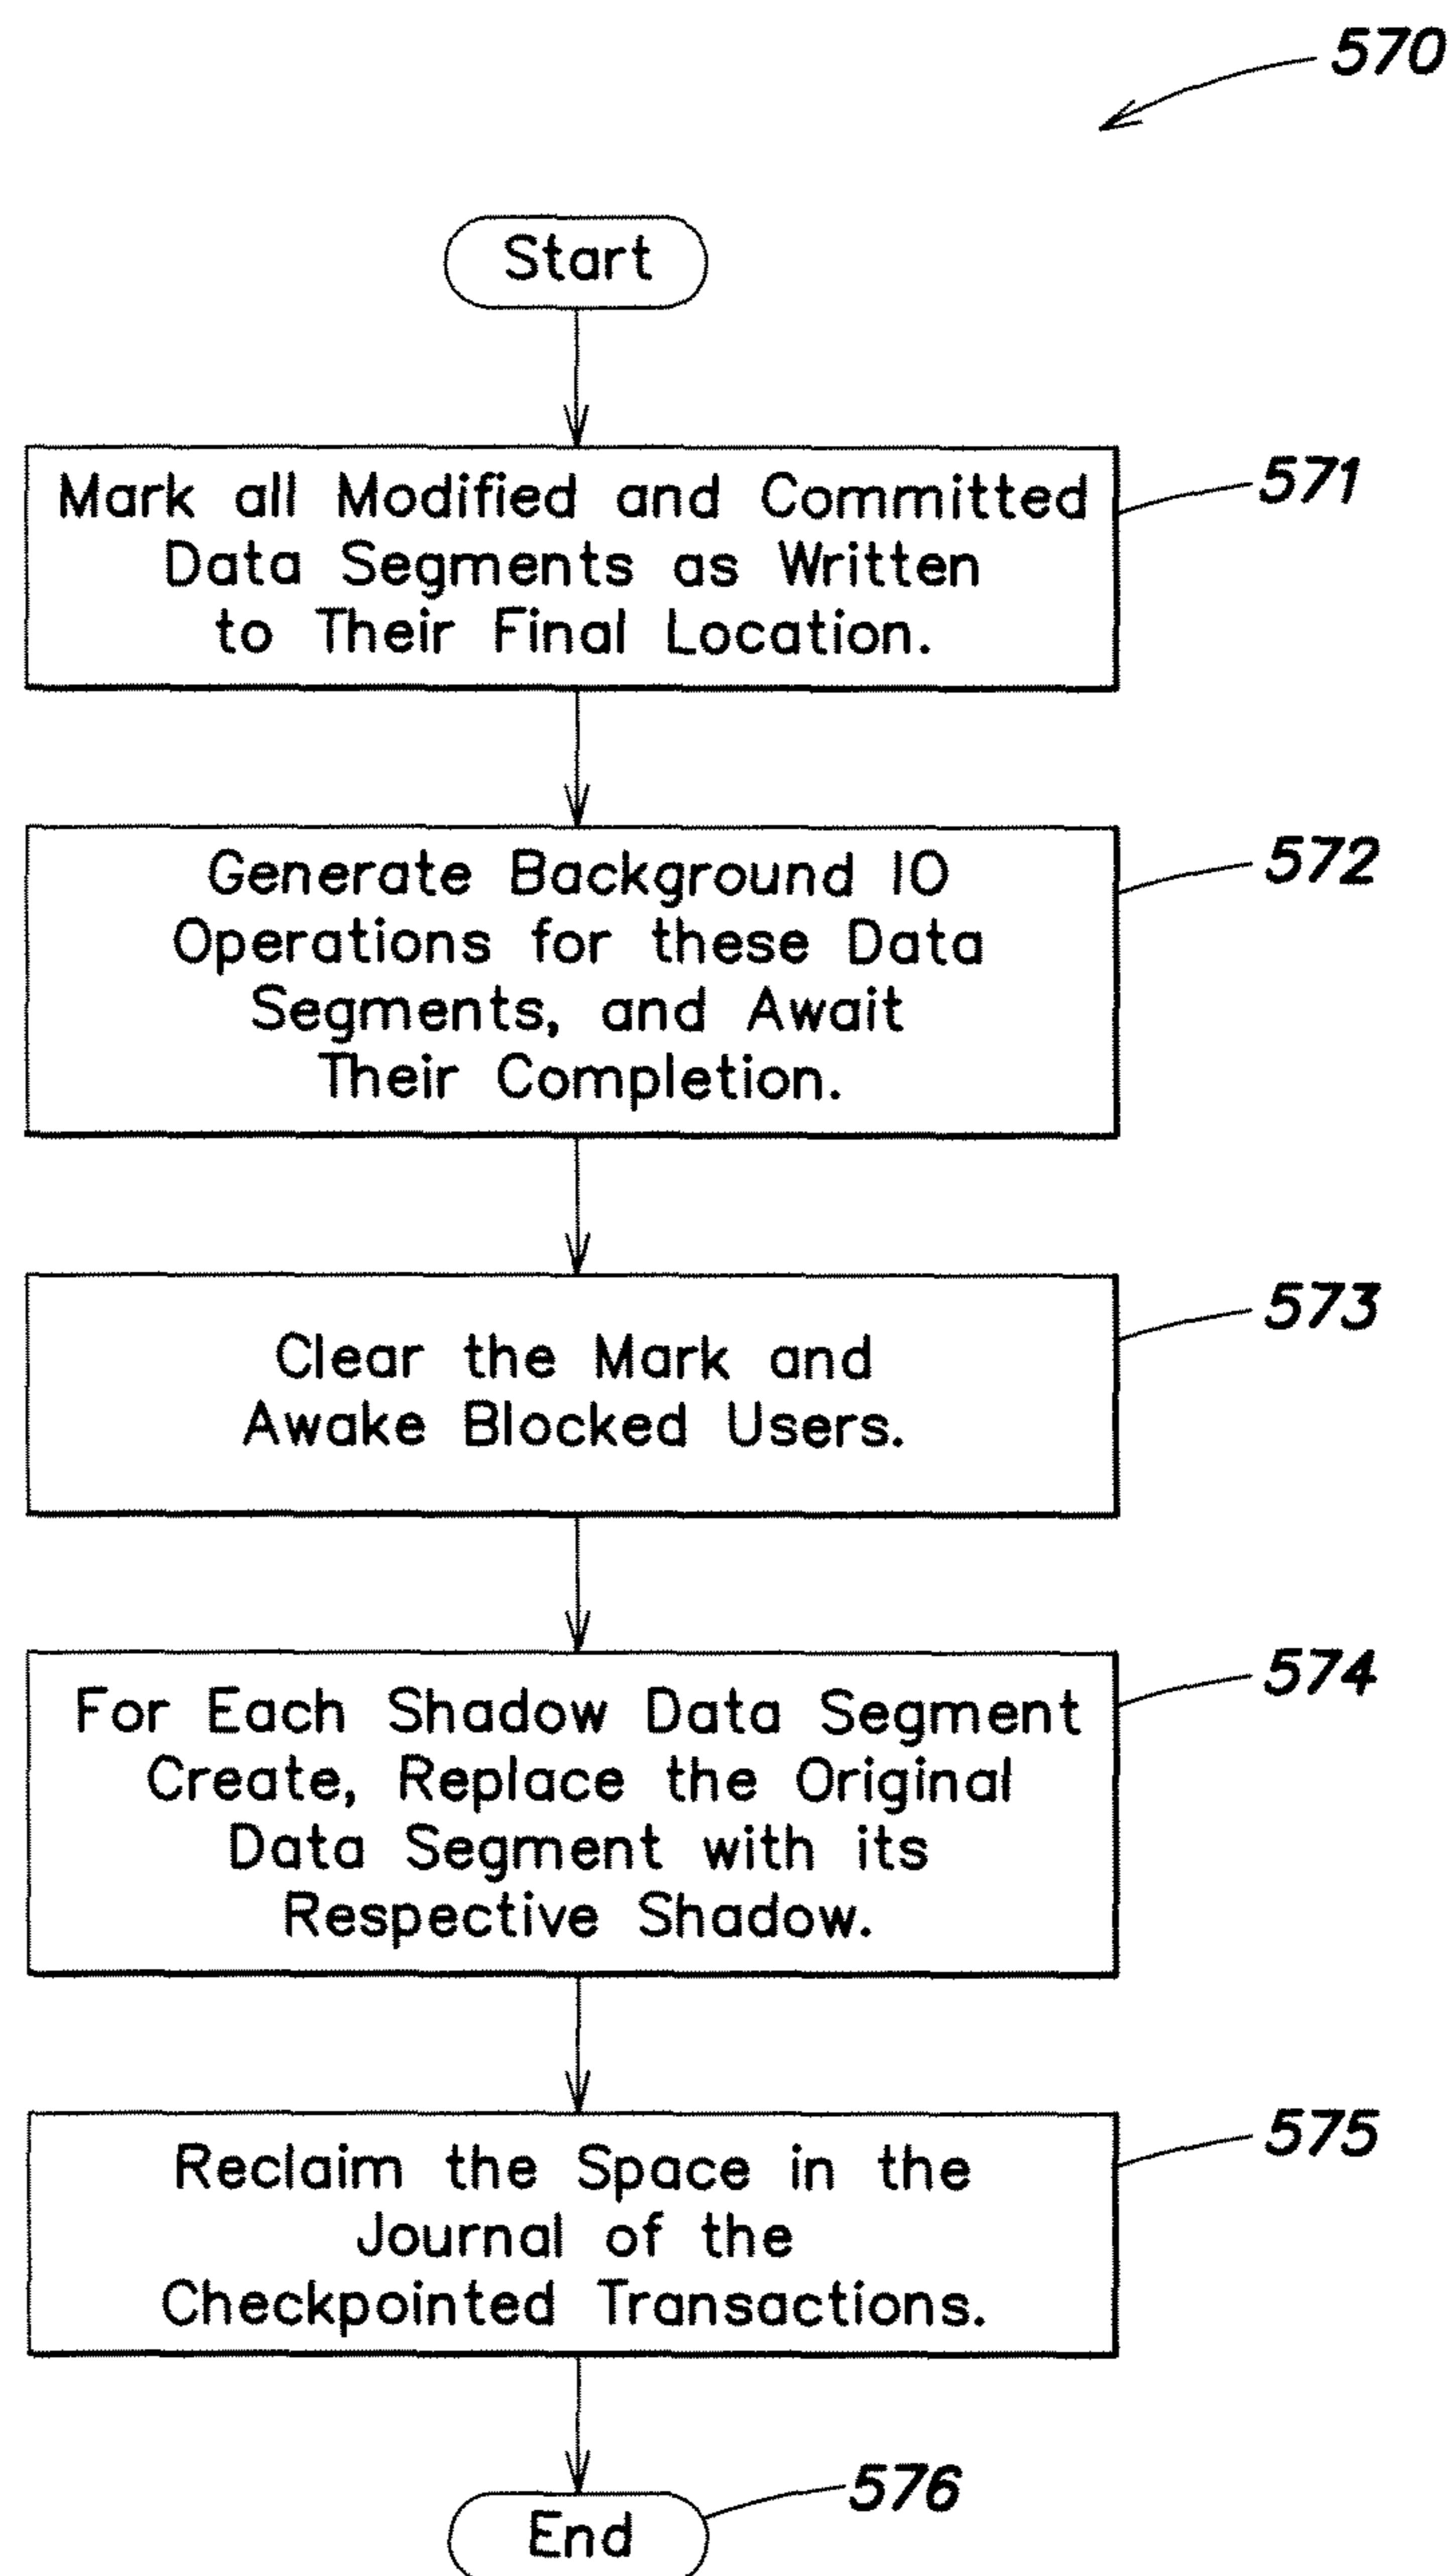 570
Start
Mark all Modified and Committed
Data Segments as Written
to Their Final Location.
571
Generate Background IO
Operations for these Data
Segments, and Await
Their Completion.
572
Clear the Mark and
Awake Blocked Users.
573
For Each Shadow Data Segment
Create, Replace the Original
Data Segment with its
Respective Shadow.
574
Reclaim the Space in the
Journal of the
Checkpointed Transactions.
575
End
576